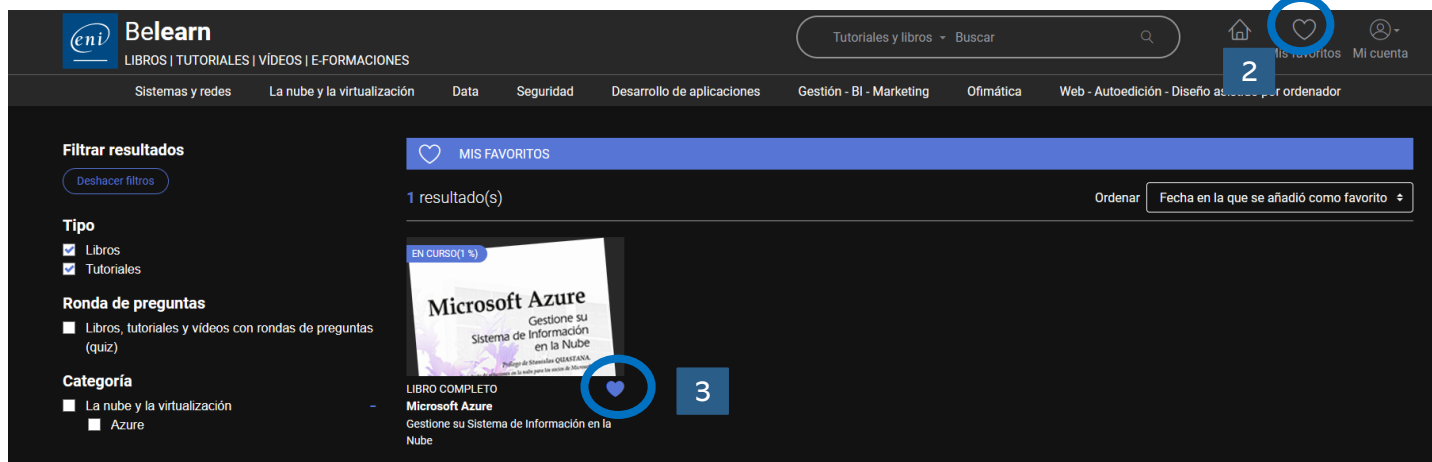 eni
Belearn
LIBROS | TUTORIALES | VÍDEOS | E-FORMACIONES
Tutoriales y libros
Buscar
2
favoritos
Mi cuenta
Sistemas y redes
La nube y la virtualización
Data
Seguridad
Desarrollo de aplicaciones
Gestión - BI - Marketing
Ofimática
Web - Autoedición - Diseño asistido por ordenador
Filtrar resultados
Deshacer filtros
Tipo
Libros
Tutoriales
Ronda de preguntas
Libros, tutoriales y vídeos con rondas de preguntas
(quiz)
Categoría
La nube y la virtualización
Azure
MIS FAVORITOS
1 resultado(s)
Ordenar
Fecha en la que se añadió como favorito
EN CURSO(1 %)
Microsoft Azure
Gestione su
Sistema de Información
en la Nube
Prólogo de Stanislas QUASTANA
3
LIBRO COMPLETO
Microsoft Azure
Gestione su Sistema de Información en la
Nube